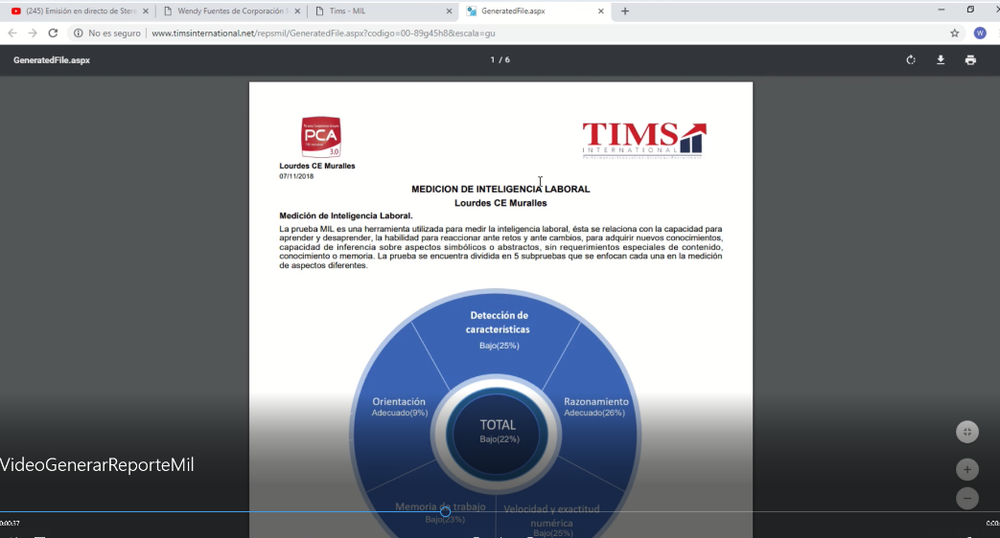 (245) Emisión en directo de Ster
Wendy Fuentes de Corporación
Tims - MIL
GeneratedFile.aspx
No es seguro
www.timsinternational.net/repsmil/GeneratedFile.aspx?codigo=00-89g45h8&escala=gu
W
GeneratedFile.aspx
1 / 6
PCA
3.0
TIMS
INTERNATIONAL
Lourdes CE Muralles
07/11/2018
MEDICION DE INTELIGENCIA LABORAL
Lourdes CE Muralles
Medición de Inteligencia Laboral.
La prueba MIL es una herramienta utilizada para medir la inteligencia laboral, ésta se relaciona con la capacidad para
aprender y desaprender, la habilidad para reaccionar ante retos y ante cambios, para adquirir nuevos conocimientos,
capacidad de inferencia sobre aspectos simbólicos o abstractos, sin requerimientos especiales de contenido,
conocimiento o memoria. La prueba se encuentra dividida en 5 subpruebas que se enfocan cada una en la medición
de aspectos diferentes.
Detección de
características
Bajo(25%)
Orientación
Adecuado(9%)
Razonamiento
Adecuado(26%)
TOTAL
Bajo(22%)
VideoGenerarReporteMil
Memoria de trabajo
Bajo(23%)
Velocidad y exactitud
numérica
Bajo(25%)
0:00:37
0:00: